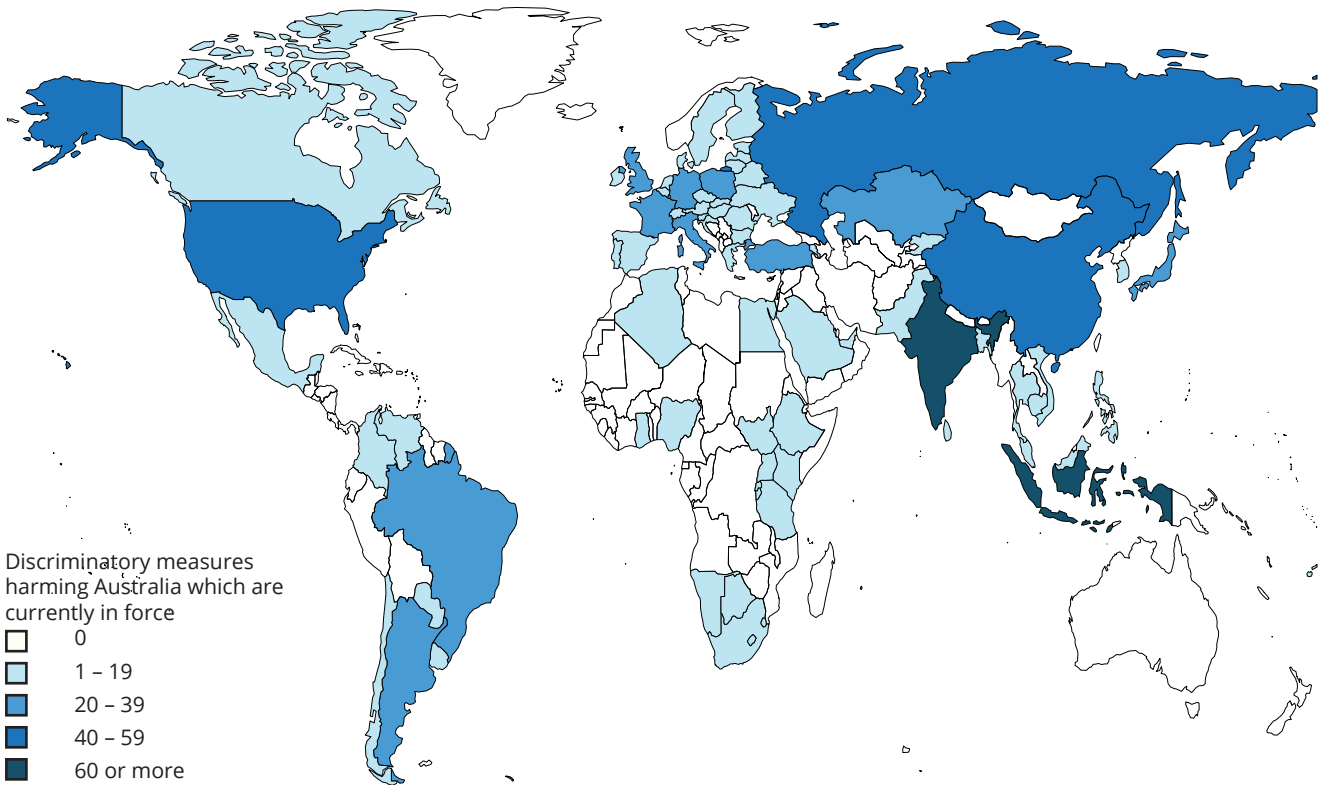 Discriminatory measures
harming Australia which are
currently in force
0
1 – 19
20 – 39
40 – 59
60 or more